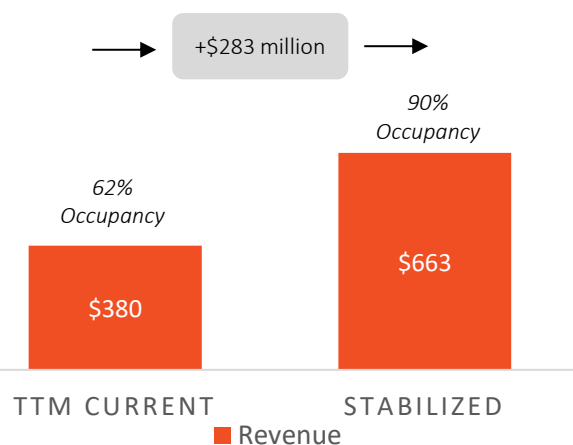 +$283 million
90%
Occupancy
62%
Occupancy
$663
$380
TTM CURRENT
STABILIZED
Revenue